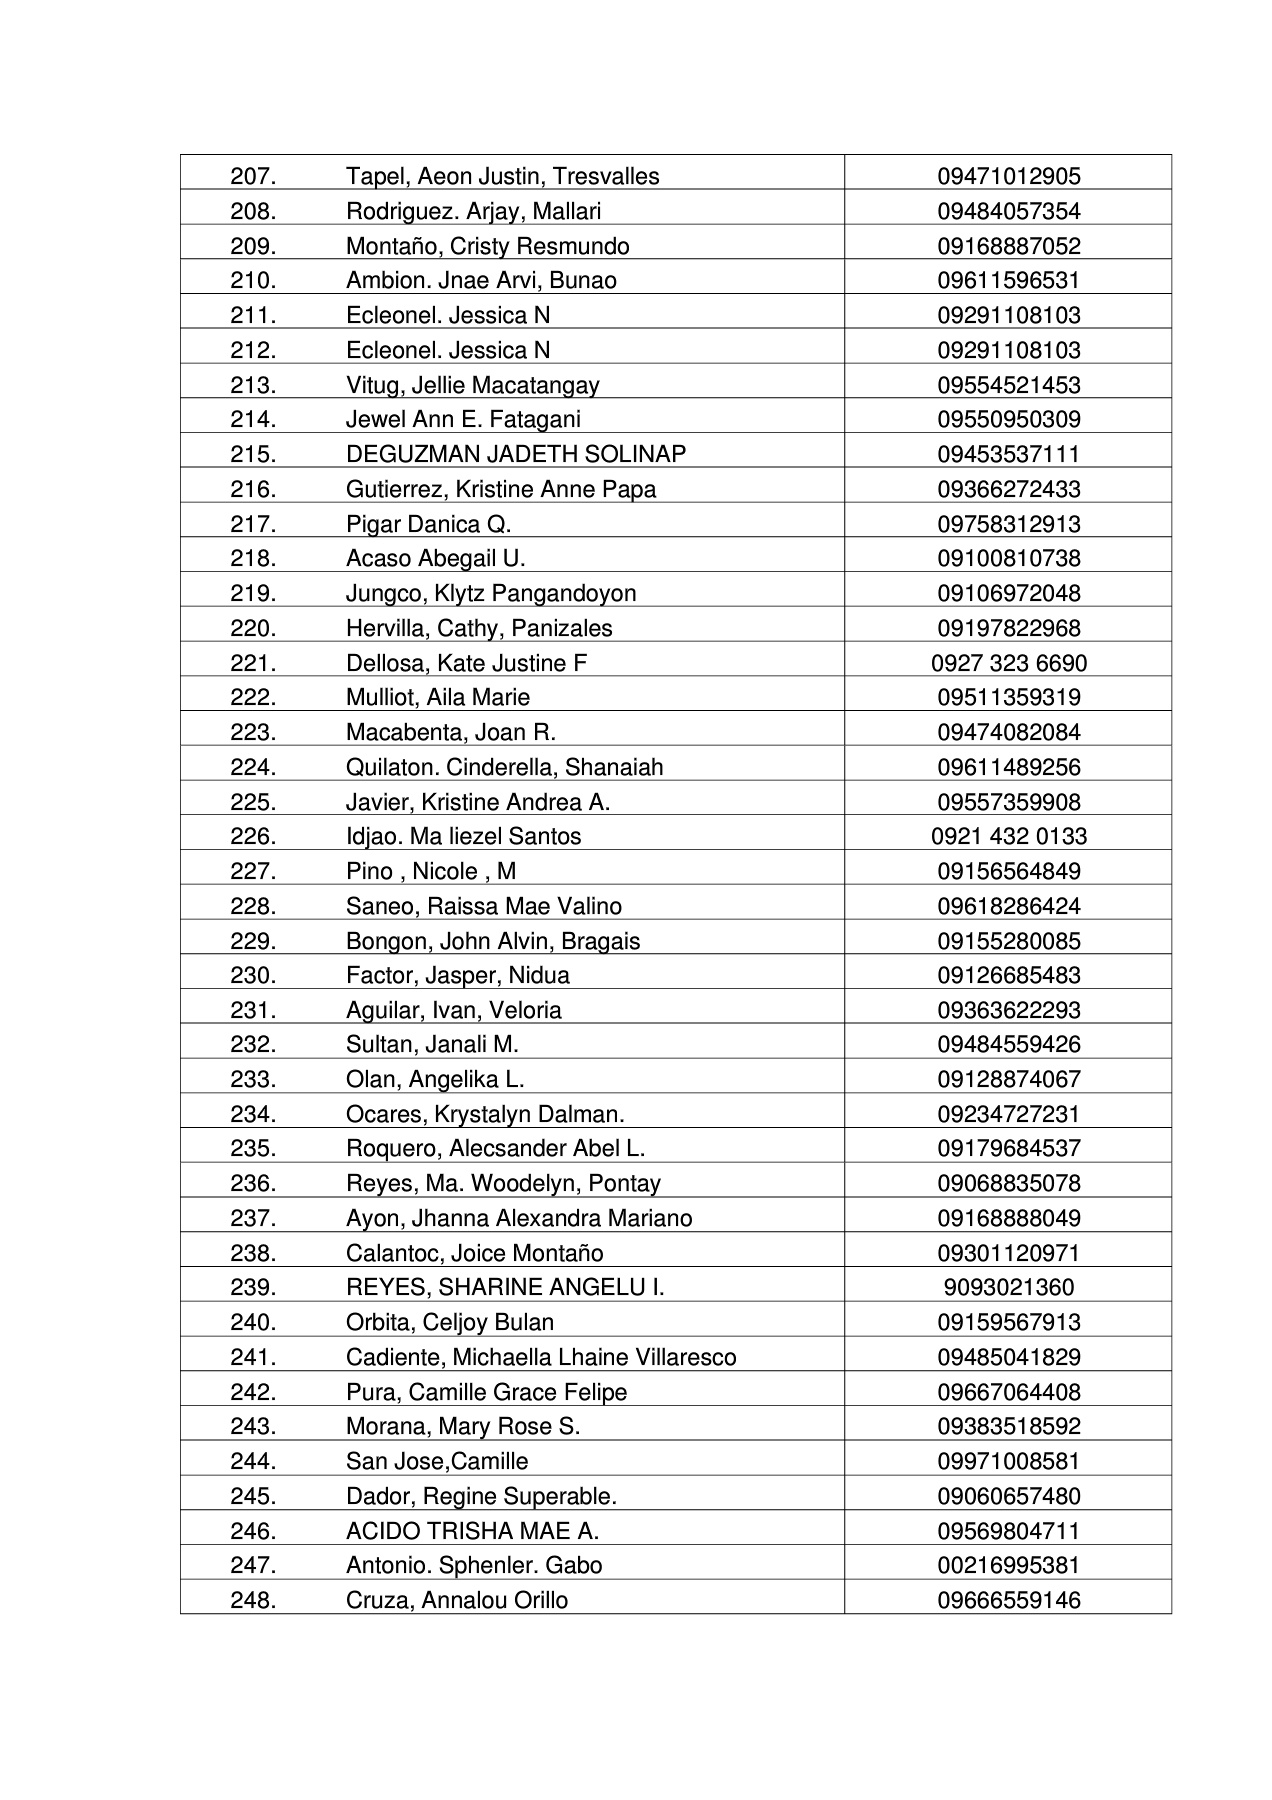 207. Tapel, Aeon Justin, Tresvalles 09471012905
208. Rodriguez. Arjay, Mallari 09484057354
209. Montaño, Cristy Resmundo 09168887052
210. Ambion. Jnae Arvi, Bunao 09611596531
211. Ecleonel. Jessica N 09291108103
212. Ecleonel. Jessica N 09291108103
213. Vitug, Jellie Macatangay 09554521453
214. Jewel Ann E. Fatagani 09550950309
215. DEGUZMAN JADETH SOLINAP 09453537111
216. Gutierrez, Kristine Anne Papa 09366272433
217. Pigar Danica Q. 09758312913
218. Acaso Abegail U. 09100810738
219. Jungco, Klytz Pangandoyon 09106972048
220. Hervilla, Cathy, Panizales 09197822968
221. Dellosa, Kate Justine F 0927 323 6690
222. Mulliot, Aila Marie 09511359319
223. Macabenta, Joan R. 09474082084
224. Quilaton. Cinderella, Shanaiah 09611489256
225. Javier, Kristine Andrea A. 09557359908
226. Idjao. Ma liezel Santos 0921 432 0133
227. Pino , Nicole , M 09156564849
228. Saneo, Raissa Mae Valino 09618286424
229. Bongon, John Alvin, Bragais 09155280085
230. Factor, Jasper, Nidua 09126685483
231. Aguilar, Ivan, Veloria 09363622293
232. Sultan, Janali M. 09484559426
233. Olan, Angelika L. 09128874067
234. Ocares, Krystalyn Dalman. 09234727231
235. Roquero, Alecsander Abel L. 09179684537
236. Reyes, Ma. Woodelyn, Pontay 09068835078
237. Ayon, Jhanna Alexandra Mariano 09168888049
238. Calantoc, Joice Montaño 09301120971
239. REYES, SHARINE ANGELU I. 9093021360
240. Orbita, Celjoy Bulan 09159567913
241. Cadiente, Michaella Lhaine Villaresco 09485041829
242. Pura, Camille Grace Felipe 09667064408
243. Morana, Mary Rose S. 09383518592
244. San Jose,Camille 09971008581
245. Dador, Regine Superable. 09060657480
246. ACIDO TRISHA MAE A. 09569804711
247. Antonio. Sphenler. Gabo 00216995381
248. Cruza, Annalou Orillo 09666559146